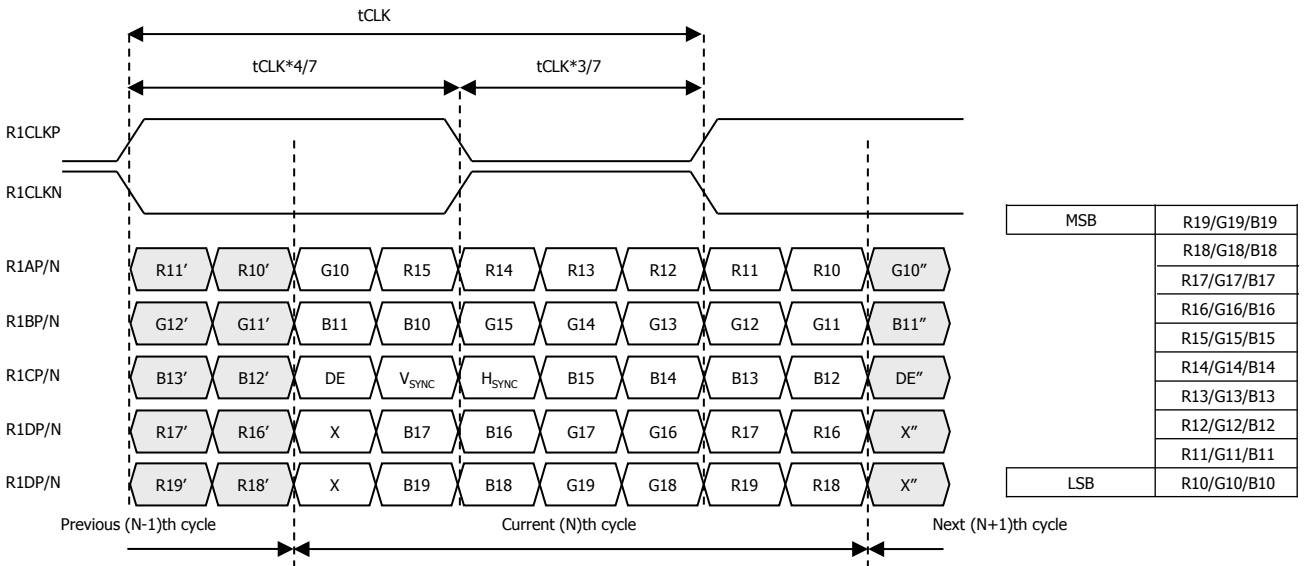 tCLK
tCLK*4/7 tCLK*3/7
R1CLKP
R1CLKN
R1AP/N R11′ R10′ G10 R15 R14 R13 R12 R11 R10 G10″
R1BP/N G12′ G11′ B11 B10 G15 G14 G13 G12 G11 B11″
R1CP/N B13′ B12′ DE VSYNC HSYNC B15 B14 B13 B12 DE″
R1DP/N R17′ R16′ X B17 B16 G17 G16 R17 R16 X″
R1DP/N R19′ R18′ X B19 B18 G19 G18 R19 R18 X″
Previous (N-1)th cycle Current (N)th cycle Next (N+1)th cycle
MSB R19/G19/B19
R18/G18/B18
R17/G17/B17
R16/G16/B16
R15/G15/B15
R14/G14/B14
R13/G13/B13
R12/G12/B12
R11/G11/B11
LSB R10/G10/B10